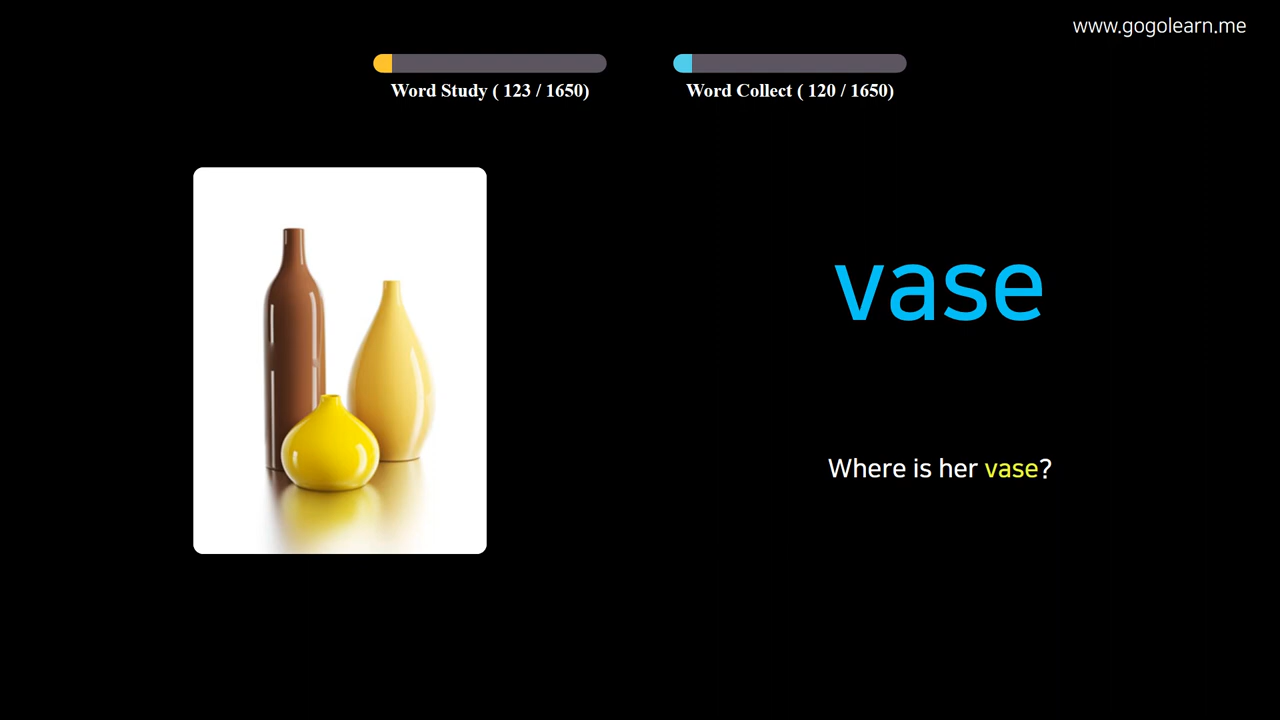 www.gogolearn.me
Word Study ( 123 / 1650)
Word Collect ( 120 / 1650)
vase
Where is her vase?